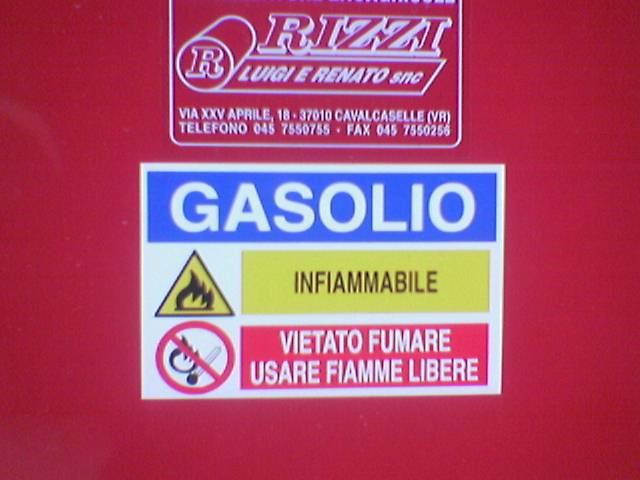 RIZZI
R
LUIGI E RENATO snc
VIA XXV APRILE, 18 - 37010 CAVALCASELLE (VR)
TELEFONO 045 7550755 - FAX 045 7550256
GASOLIO
INFIAMMABILE
VIETATO FUMARE
USARE FIAMME LIBERE